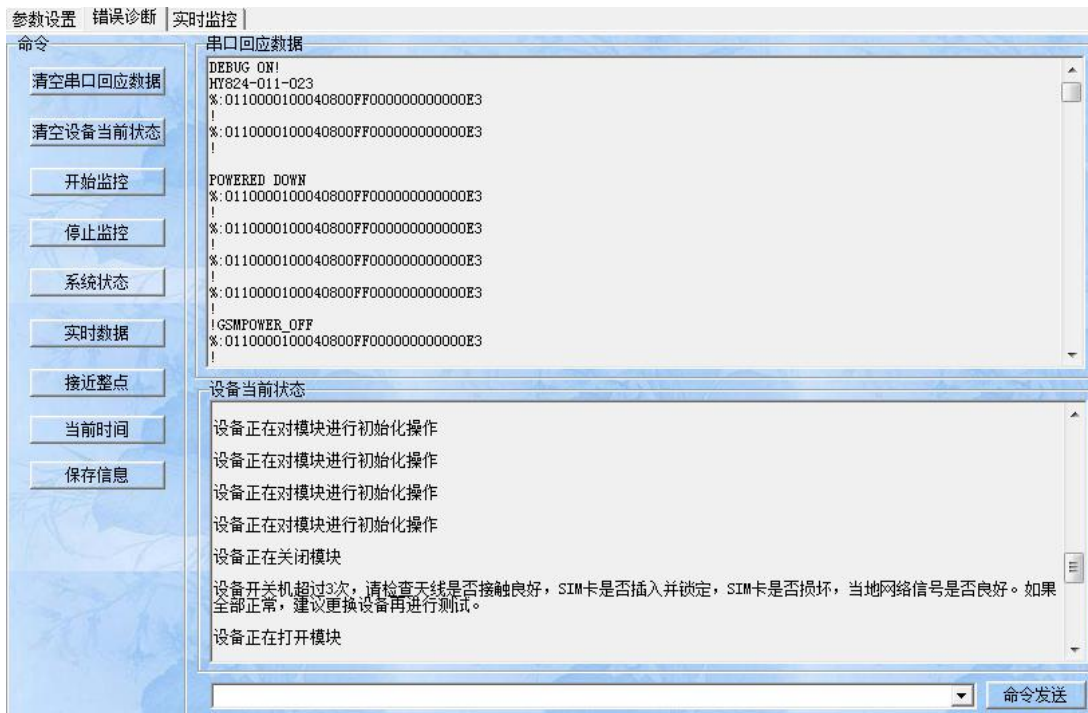 参数设置 错误诊断 实时监控
命令
清空串口回应数据
清空设备当前状态
开始监控
停止监控
系统状态
实时数据
接近整点
当前时间
保存信息
串口回应数据
DEBUG ON!
HY824-011-023
%:0110000100040800FF000000000000E3
!
%:0110000100040800FF000000000000E3
!
POWERED DOWN
%:0110000100040800FF000000000000E3
!
%:0110000100040800FF000000000000E3
!
%:0110000100040800FF000000000000E3
!
%:0110000100040800FF000000000000E3
!
!GSMPOWER_OFF
%:0110000100040800FF000000000000E3
!
设备当前状态
设备正在对模块进行初始化操作
设备正在对模块进行初始化操作
设备正在对模块进行初始化操作
设备正在对模块进行初始化操作
设备正在关闭模块
设备开关机超过3次，请检查天线是否接触良好，SIM卡是否插入并锁定，SIM卡是否损坏，当地网络信号是否良好。如果
全部正常，建议更换设备再进行测试。
设备正在打开模块
命令发送